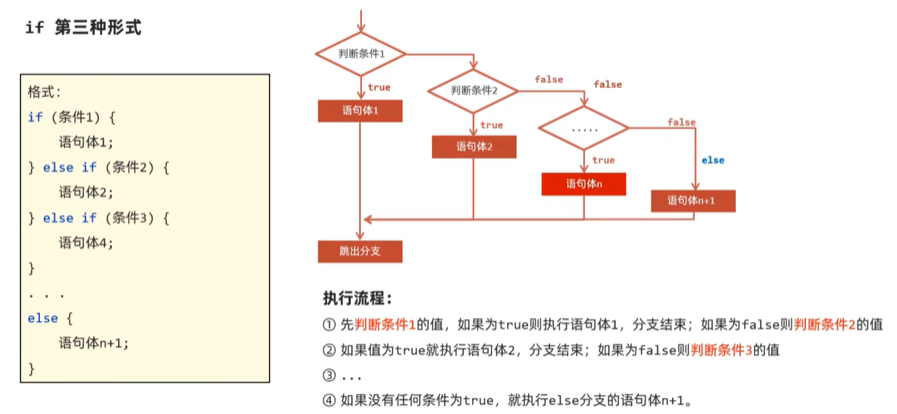 if 第三种形式
格式：
if (条件1) {
语句体1;
} else if (条件2) {
语句体2;
} else if (条件3) {
语句体4;
}
. . .
else {
语句体n+1;
}
判断条件1
true
语句体1
判断条件2
false
false
true
语句体2
.....
false
true
else
语句体n
语句体n+1
跳出分支
执行流程：
① 先判断条件1的值，如果为true则执行语句体1，分支结束；如果为false则判断条件2的值
② 如果值为true就执行语句体2，分支结束；如果为false则判断条件3的值
③ ...
④ 如果没有任何条件为true，就执行else分支的语句体n+1。